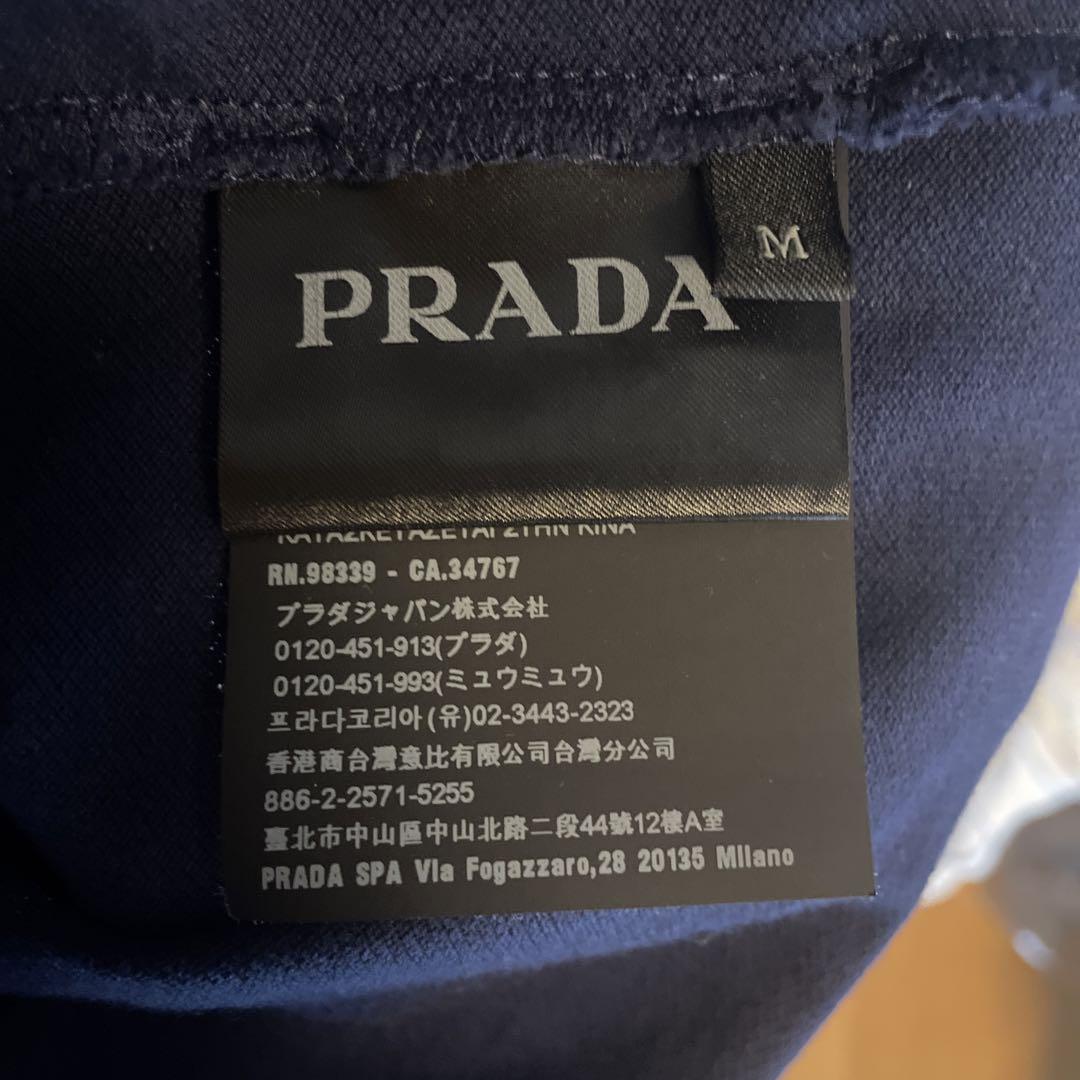 PRADA
M
RN.98339 - CA.34767
プラダジャパン株式会社
0120-451-913(プラダ)
0120-451-993(ミュウミュウ)
프라다코리아(유)02-3443-2323
香港商台灣意比有限公司台灣分公司
886-2-2571-5255
臺北市中山區中山北路二段44號12樓A室
PRADA SPA Via Fogazzaro,28 20135 Milano